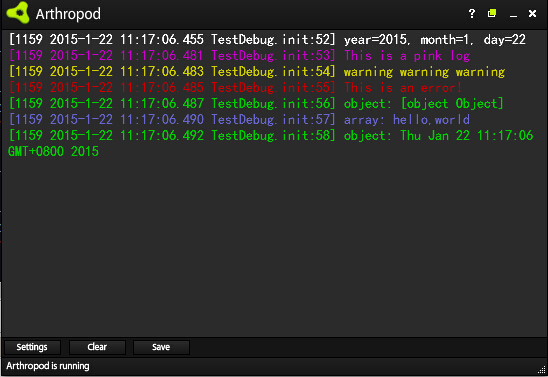 Arthropod
[1159 2015-1-22 11:17:06.455 TestDebug.init:52] year=2015, month=1, day=22
[1159 2015-1-22 11:17:06.481 TestDebug.init:53] This is a pink log
[1159 2015-1-22 11:17:06.483 TestDebug.init:54] warning warning warning
[1159 2015-1-22 11:17:06.485 TestDebug.init:55] This is an error!
[1159 2015-1-22 11:17:06.487 TestDebug.init:56] object: [object Object]
[1159 2015-1-22 11:17:06.490 TestDebug.init:57] array: hello,world
[1159 2015-1-22 11:17:06.492 TestDebug.init:58] object: Thu Jan 22 11:17:06
GMT+0800 2015
Settings Clear Save
Arthropod is running